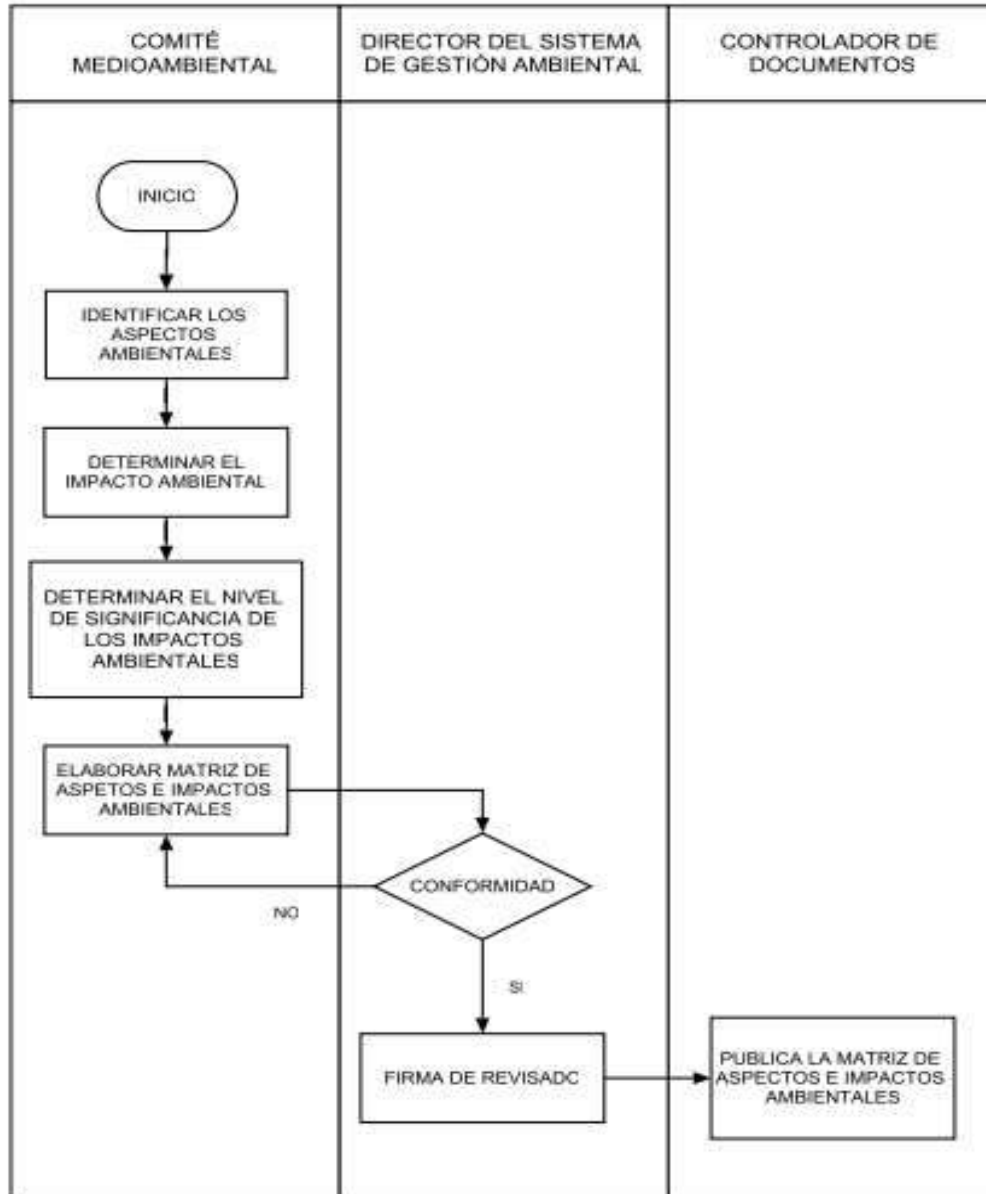 COMITÉ
MEDIOAMBIENTAL
DIRECTOR DEL SISTEMA
DE GESTIÓN AMBIENTAL
CONTROLADOR DE
DOCUMENTOS
INICIO
IDENTIFICAR LOS
ASPECTOS
AMBIENTALES
DETERMINAR EL
IMPACTO AMBIENTAL
DETERMINAR EL NIVEL
DE SIGNIFICANCIA DE
LOS IMPACTOS
AMBIENTALES
ELABORAR MATRIZ DE
ASPETOS E IMPACTOS
AMBIENTALES
CONFORMIDAD
NO
SI
FIRMA DE REVISADO
PUBLICA LA MATRIZ DE
ASPECTOS E IMPACTOS
AMBIENTALES